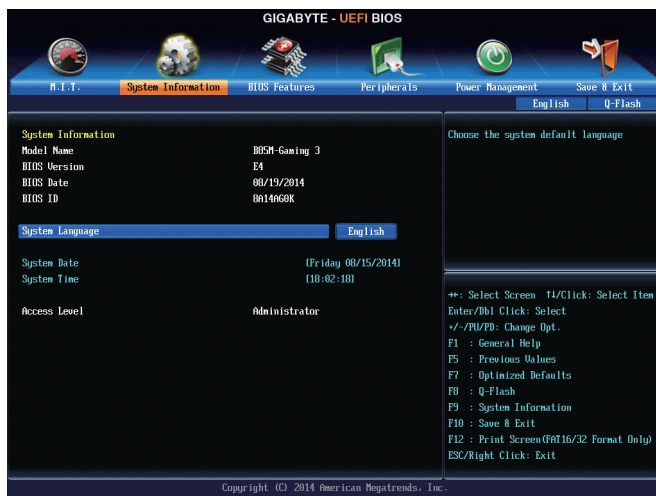 GIGABYTE - UEFI BIOS
M.I.T.
System Information
BIOS Features
Peripherals
Power Management
Save & Exit
English
Q-Flash
System Information
Model Name B85M-Gaming 3
BIOS Version E4
BIOS Date 08/19/2014
BIOS ID 8A14AG0K
System Language English
System Date [Friday 08/15/2014]
System Time [18:02:18]
Access Level Administrator
Choose the system default language
→←: Select Screen ↑↓/Click: Select Item
Enter/Dbl Click: Select
+/-/PU/PD: Change Opt.
F1 : General Help
F5 : Previous Values
F7 : Optimized Defaults
F8 : Q-Flash
F9 : System Information
F10 : Save & Exit
F12 : Print Screen(FAT16/32 Format Only)
ESC/Right Click: Exit
Copyright (C) 2014 American Megatrends, Inc.